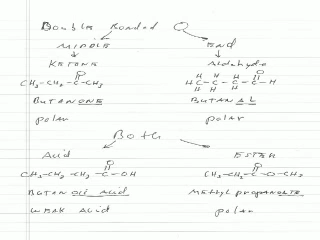 Double Bonded O
MIDDLE END
KETONE Aldehyde
O
CH₃-CH₂-C-CH₃
H H H O
HC-C-C-C-H
H H H
BUTANONE BUTANAL
polar polar
Both
Acid ESTER
O O
CH₃-CH₂-CH₂-C-OH CH₃-CH₂-C-O-CH₃
BUTANOIC Acid Methyl propanoate
weak Acid polar